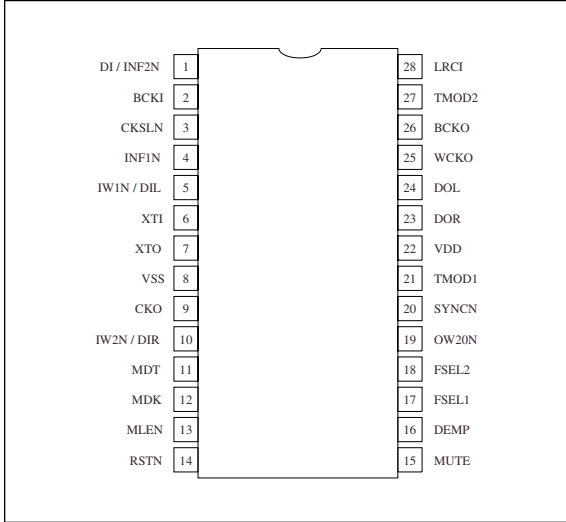 DI / INF2N 1 28 LRCI
BCKI 2 27 TMOD2
CKSLN 3 26 BCKO
INF1N 4 25 WCKO
IW1N / DIL 5 24 DOL
XTI 6 23 DOR
XTO 7 22 VDD
VSS 8 21 TMOD1
CKO 9 20 SYNCN
IW2N / DIR 10 19 OW20N
MDT 11 18 FSEL2
MDK 12 17 FSEL1
MLEN 13 16 DEMP
RSTN 14 15 MUTE